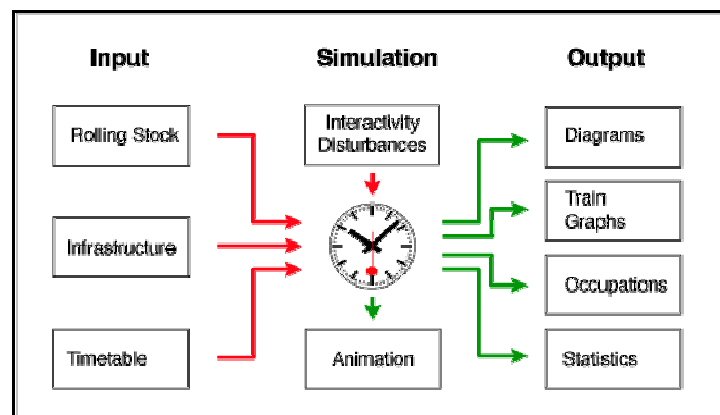 Input
Simulation
Output
Rolling Stock
Interactivity
Disturbances
Diagrams
Train
Graphs
Infrastructure
Occupations
Timetable
Animation
Statistics